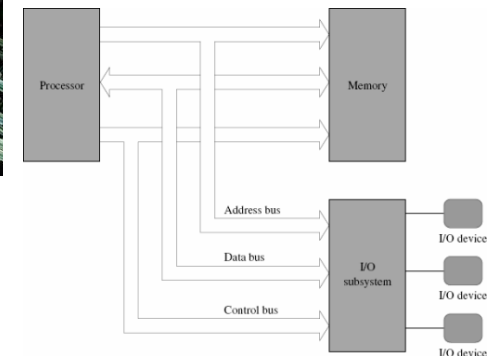 Processor
Memory
Address bus
Data bus
Control bus
I/O
subsystem
I/O device
I/O device
I/O device